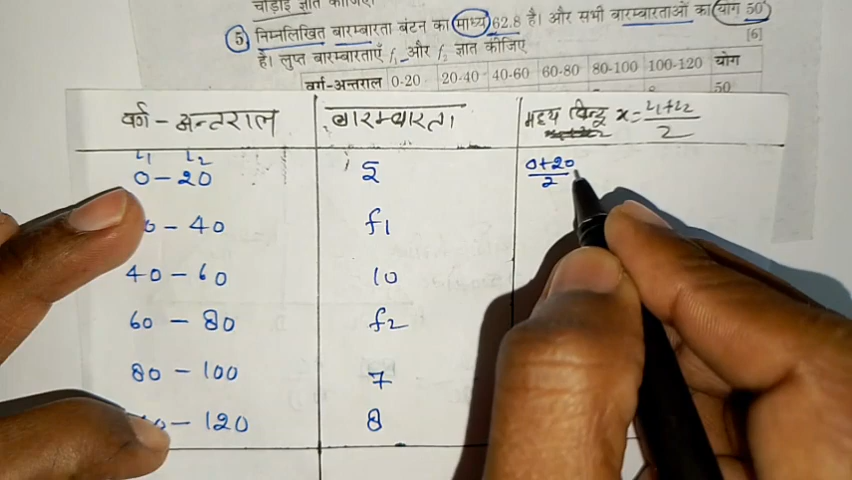 चौड़ाई ज्ञात कीजिए।
5 निम्नलिखित बारम्बारता बंटन का माध्य 62.8 है। और सभी बारम्बारताओं का योग 50
है। लुप्त बारम्बारताएँ f₁ और f₂ ज्ञात कीजिए [6]
वर्ग-अन्तराल 0-20 20-40 40-60 60-80 80-100 100-120 योग
50
वर्ग - अन्तराल बारम्बारता मध्य बिन्दु x = L1+L2/2
L1 L2
0 - 20 5 0+20/2
0 - 40 f1
40 - 60 10
60 - 80 f2
80 - 100 7
- 120 8